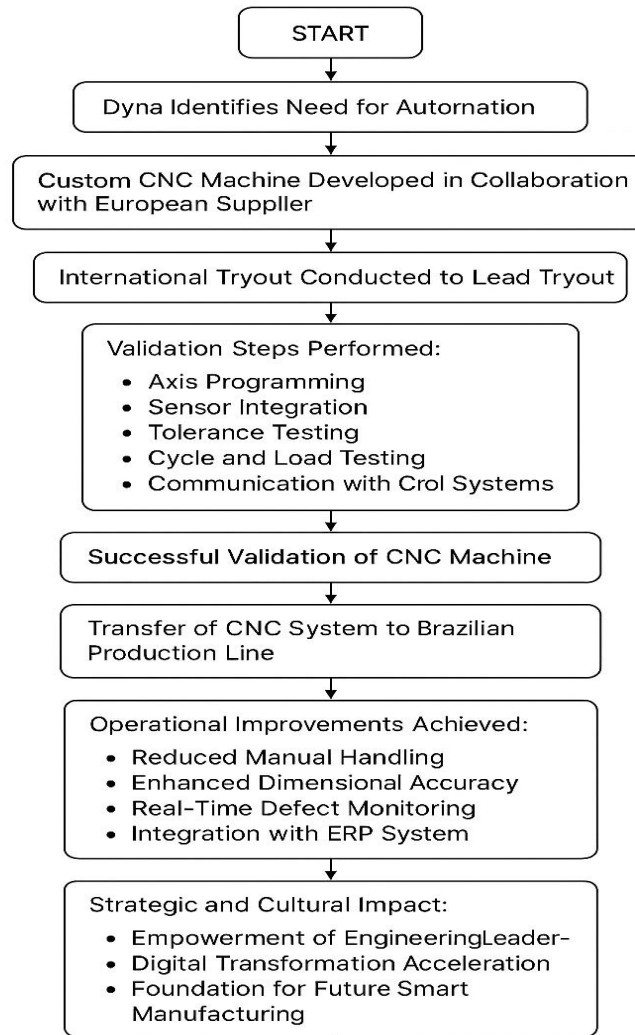 START
Dyna Identifies Need for Autornation
Custom CNC Machine Developed in Collaboration
with European Suppller
International Tryout Conducted to Lead Tryout
Validation Steps Performed:
• Axis Programming
• Sensor Integration
• Tolerance Testing
• Cycle and Load Testing
• Communication with Crol Systems
Successful Validation of CNC Machine
Transfer of CNC System to Brazilian
Production Line
Operational Improvements Achieved:
• Reduced Manual Handling
• Enhanced Dimensional Accuracy
• Real-Time Defect Monitoring
• Integration with ERP System
Strategic and Cultural Impact:
• Empowerment of EngineeringLeader-
• Digital Transformation Acceleration
• Foundation for Future Smart
Manufacturing